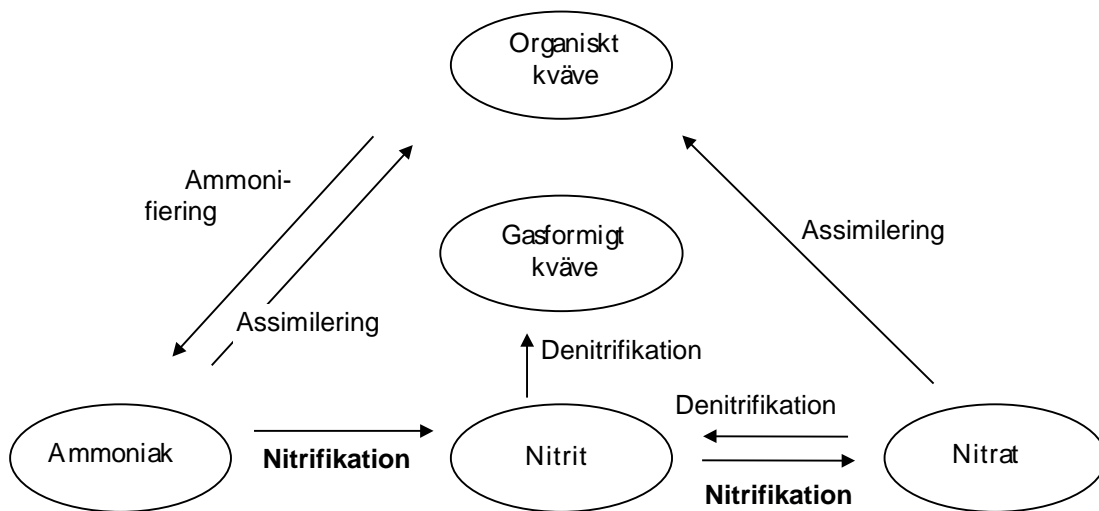 Organiskt
kväve
Ammoni-
fiering
Gasformigt
kväve
Assimilering
Assimilering
Denitrifikation
Denitrifikation
Ammoniak
Nitrifikation
Nitrit
Nitrat
Nitrifikation